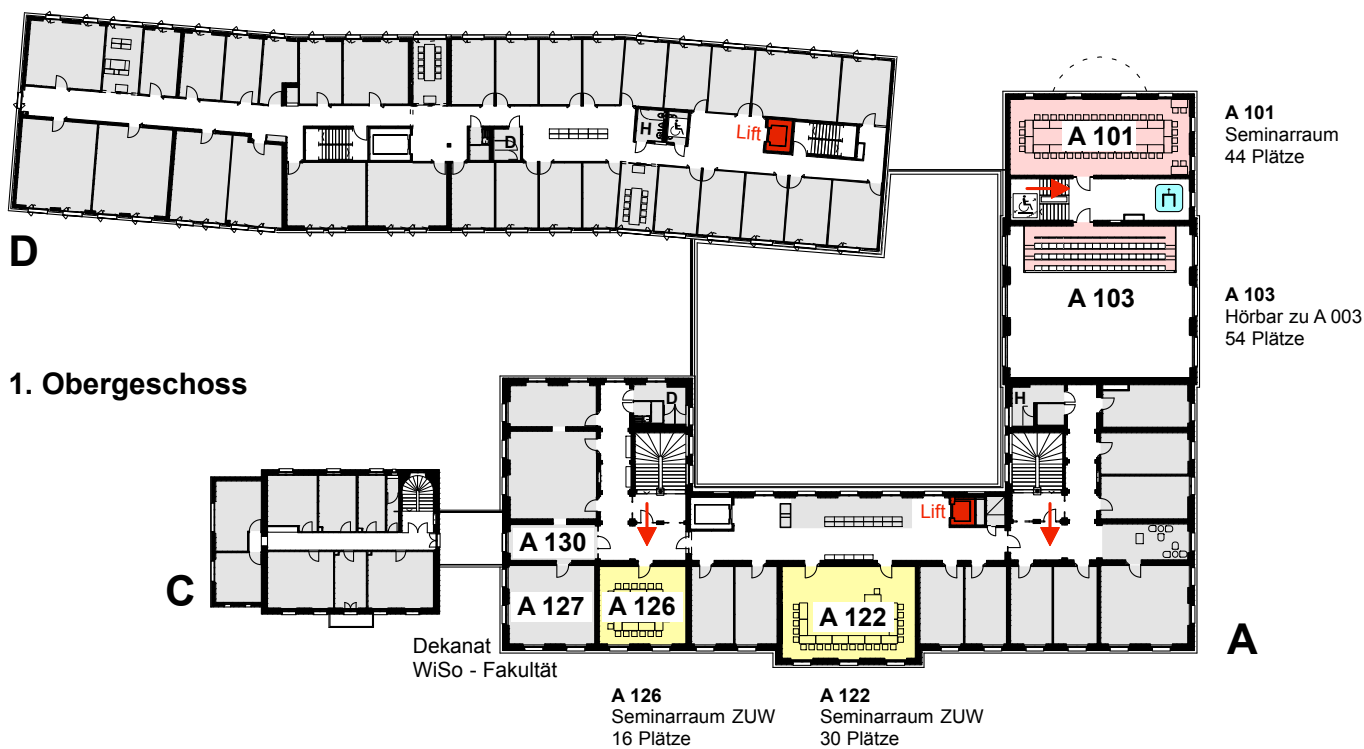 H
D
Lift
A 101
A 101
Seminarraum
44 Plätze
D
A 103
A 103
Hörbar zu A 003
54 Plätze
1. Obergeschoss
D
H
Lift
A 130
C
A 127
A 126
A 122
A
Dekanat
WiSo - Fakultät
A 126
Seminarraum ZUW
16 Plätze
A 122
Seminarraum ZUW
30 Plätze